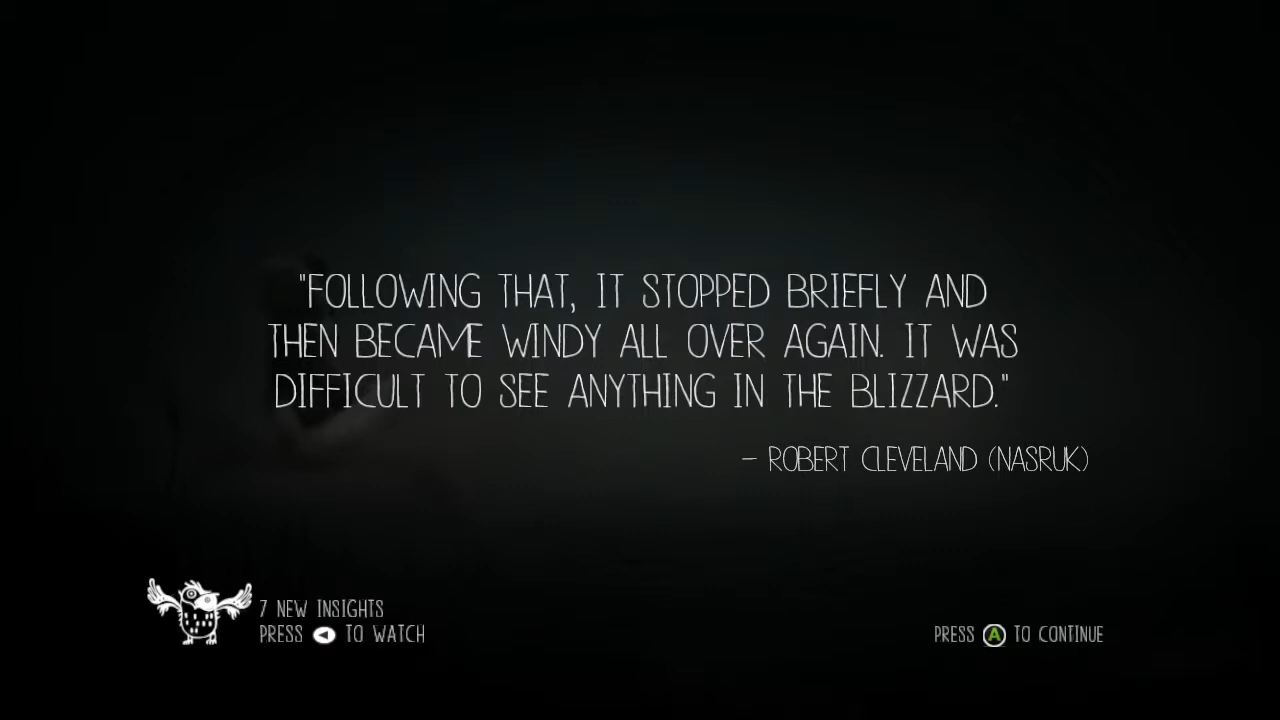 "FOLLOWING THAT, IT STOPPED BRIEFLY AND
THEN BECAME WINDY ALL OVER AGAIN. IT WAS
DIFFICULT TO SEE ANYTHING IN THE BLIZZARD."
– ROBERT CLEVELAND (NASRUK)
7 NEW INSIGHTS
PRESS ◀ TO WATCH
PRESS A TO CONTINUE